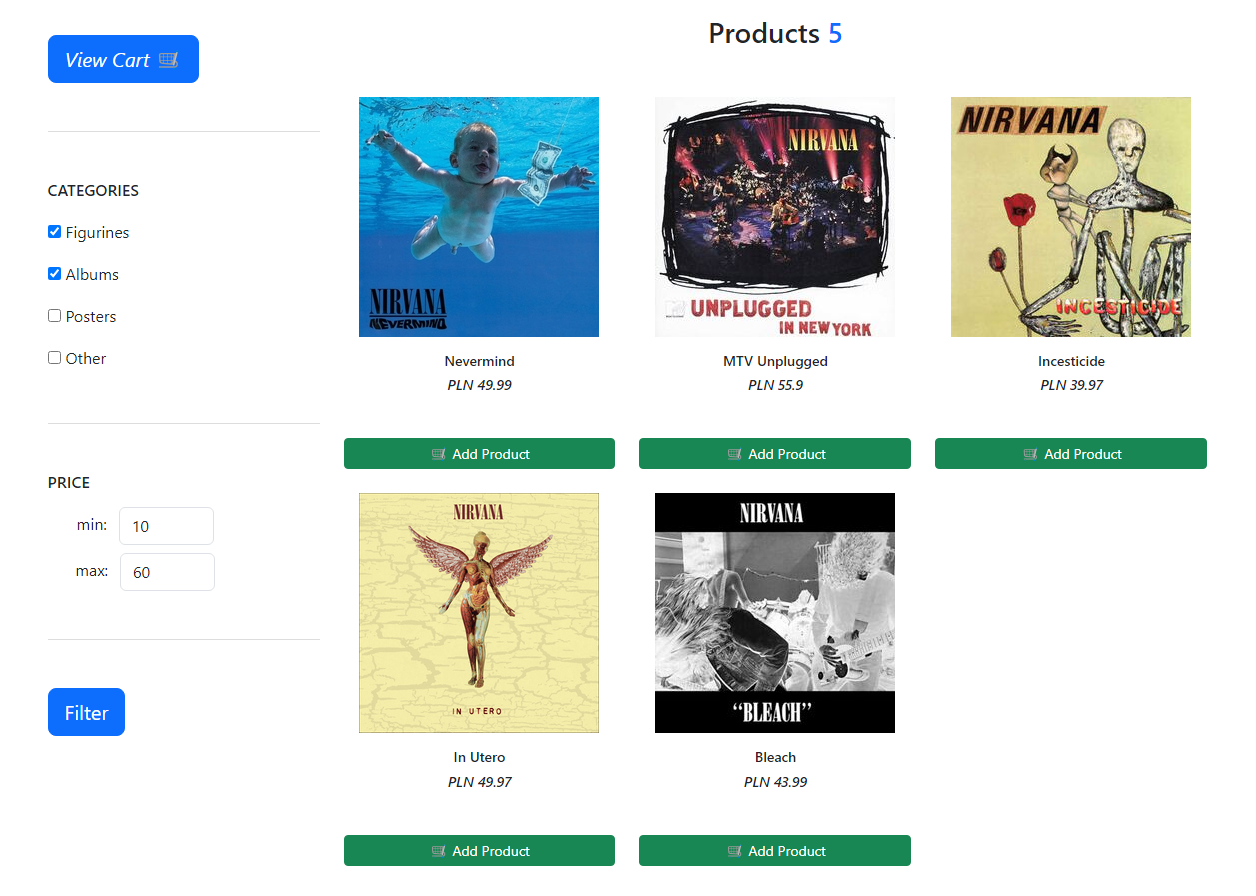 View Cart
Products 5
CATEGORIES
Figurines
Albums
Posters
Other
PRICE
min: 10
max: 60
Filter
NIRVANA
NEVERMIND
Nevermind
PLN 49.99
Add Product
NIRVANA
UNPLUGGED
IN NEW YORK
MTV Unplugged
PLN 55.9
Add Product
NIRVANA
INCESTICIDE
Incesticide
PLN 39.97
Add Product
NIRVANA
IN UTERO
In Utero
PLN 49.97
Add Product
NIRVANA
“BLEACH”
Bleach
PLN 43.99
Add Product